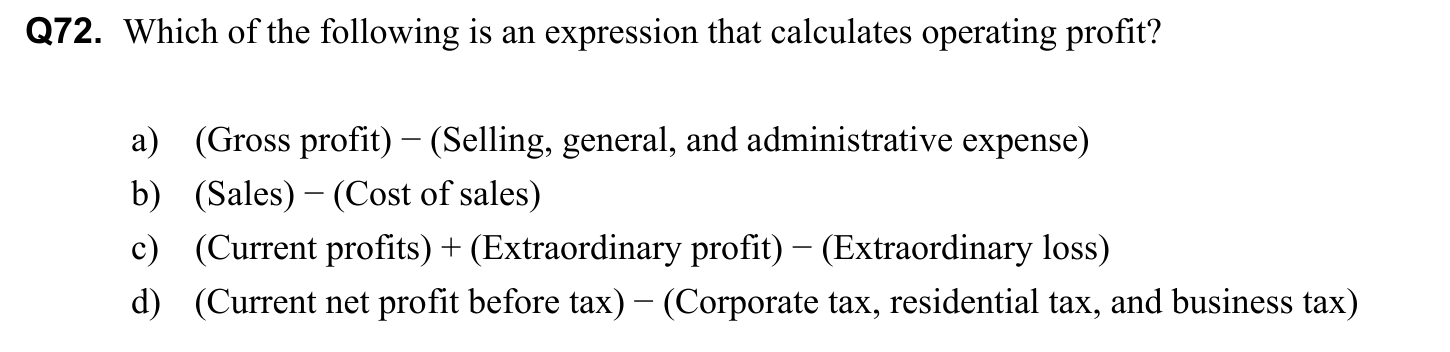 Q72. Which of the following is an expression that calculates operating profit?
a) (Gross profit) − (Selling, general, and administrative expense)
b) (Sales) − (Cost of sales)
c) (Current profits) + (Extraordinary profit) − (Extraordinary loss)
d) (Current net profit before tax) − (Corporate tax, residential tax, and business tax)